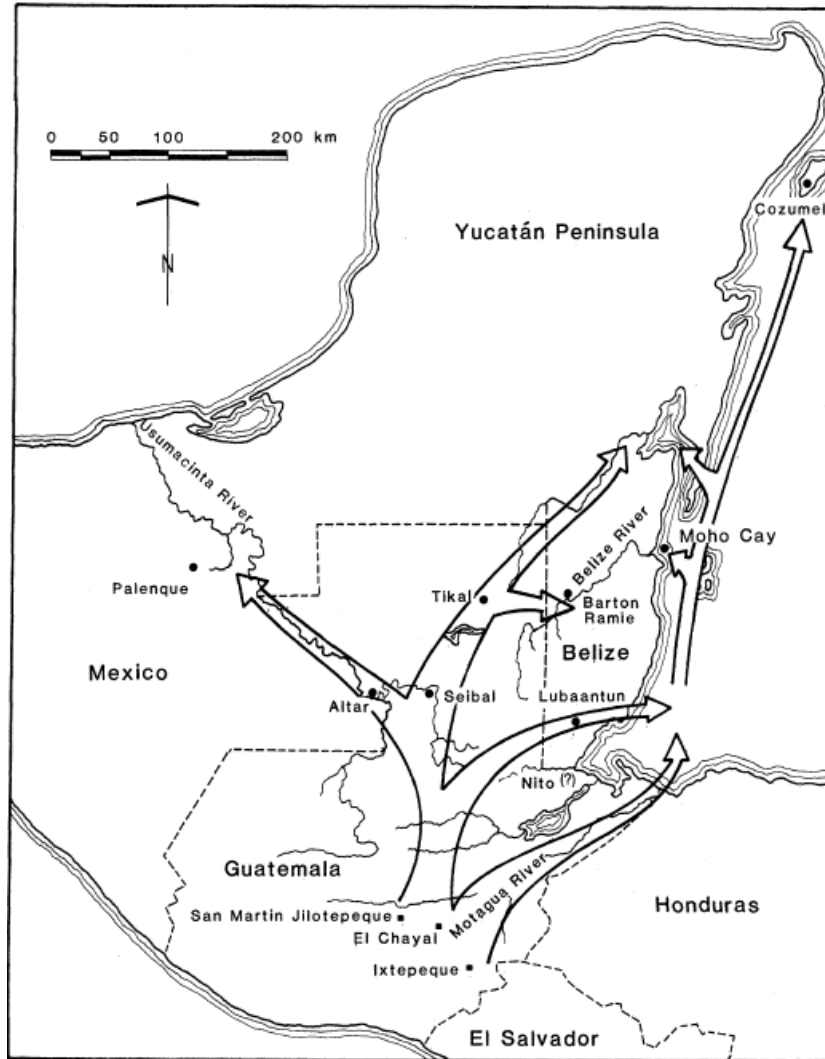 0 50 100 200 km
N
Cozumel
Yucatán Peninsula
Usumacinta River
Palenque
Moho Cay
Belize River
Tikal
Barton
Ramie
Mexico
Belize
Altar
Seibal
Lubaantun
Nito (?)
Guatemala
Motagua River
San Martin Jilotepeque
El Chayal
Honduras
Ixtepeque
El Salvador